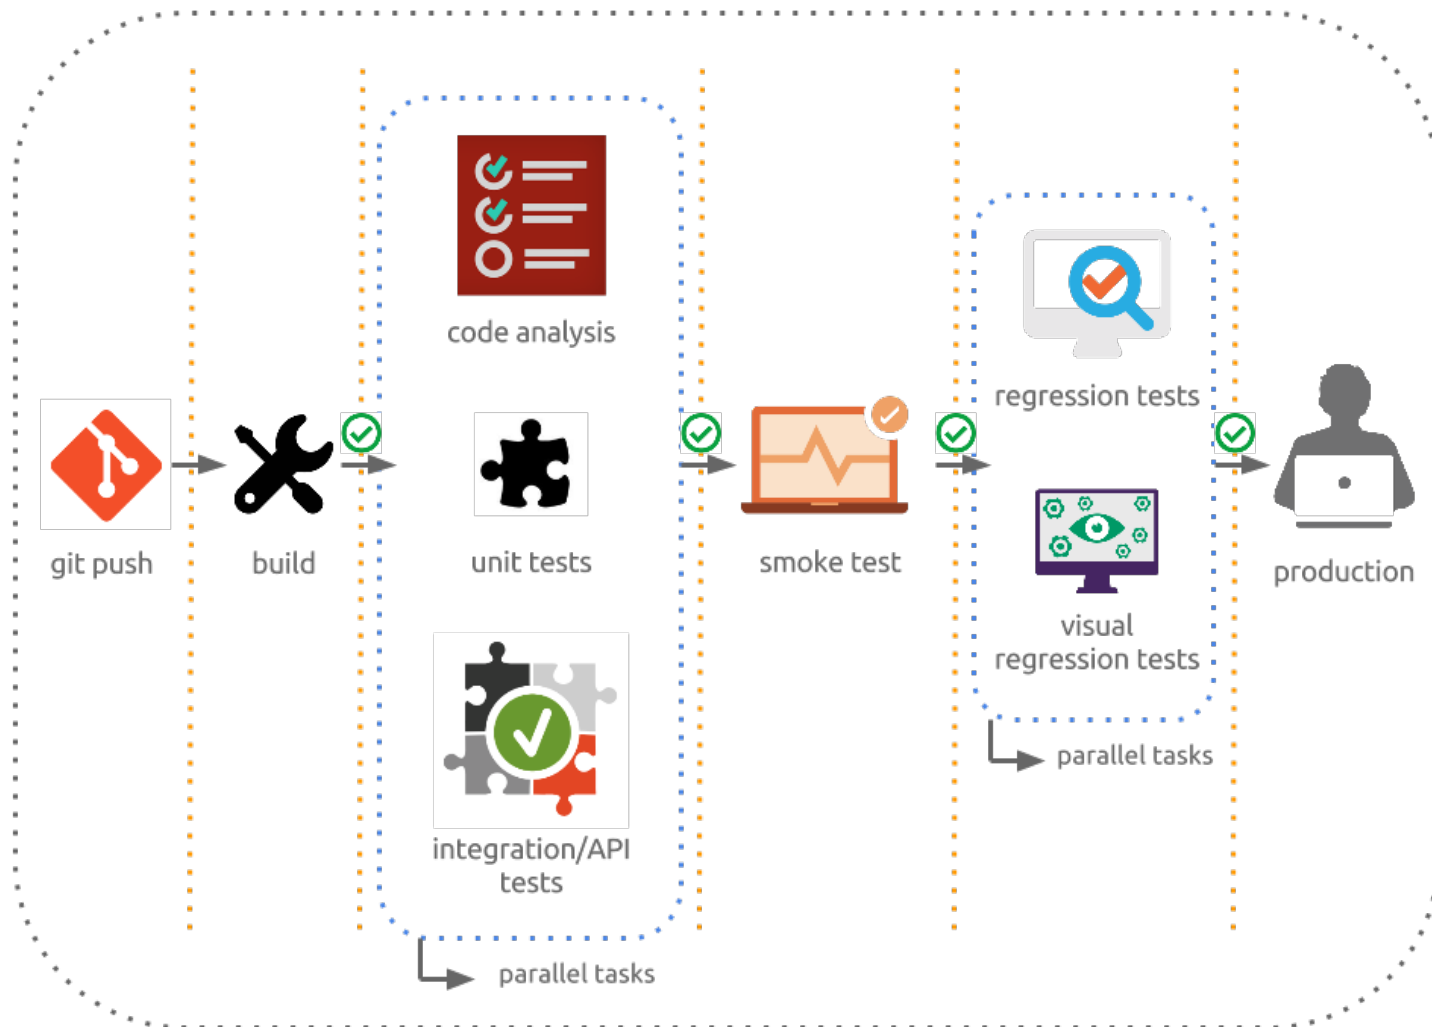 code analysis
regression tests
git push
build
unit tests
smoke test
production
visual
regression tests
parallel tasks
integration/API
tests
parallel tasks